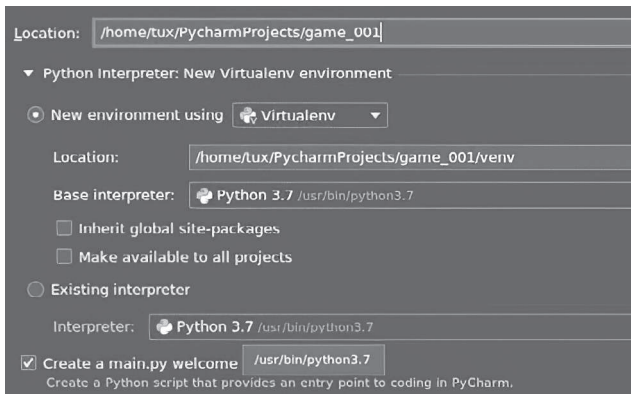 Location: /home/tux/PycharmProjects/game_001
Python Interpreter: New Virtualenv environment
New environment using Virtualenv
Location: /home/tux/PycharmProjects/game_001/venv
Base interpreter: Python 3.7 /usr/bin/python3.7
Inherit global site-packages
Make available to all projects
Existing interpreter
Interpreter: Python 3.7 /usr/bin/python3.7
Create a main.py welcome /usr/bin/python3.7
Create a Python script that provides an entry point to coding in PyCharm.